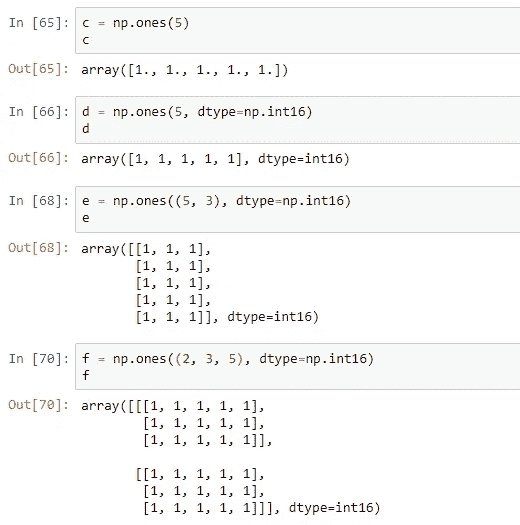 In [65]: c = np.ones(5)
c
Out[65]: array([1., 1., 1., 1., 1.])
In [66]: d = np.ones(5, dtype=np.int16)
d
Out[66]: array([1, 1, 1, 1, 1], dtype=int16)
In [68]: e = np.ones((5, 3), dtype=np.int16)
e
Out[68]: array([[1, 1, 1],
[1, 1, 1],
[1, 1, 1],
[1, 1, 1],
[1, 1, 1]], dtype=int16)
In [70]: f = np.ones((2, 3, 5), dtype=np.int16)
f
Out[70]: array([[[1, 1, 1, 1, 1],
[1, 1, 1, 1, 1],
[1, 1, 1, 1, 1]],
[[1, 1, 1, 1, 1],
[1, 1, 1, 1, 1],
[1, 1, 1, 1, 1]]], dtype=int16)